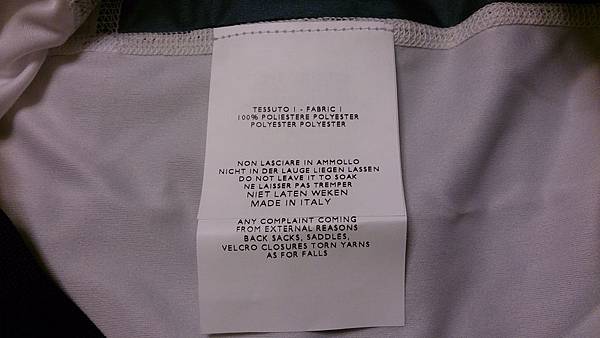 TESSUTO 1 - FABRIC 1
100% POLIESTERE POLYESTER
POLYESTER POLYESTER
NON LASCIARE IN AMMOLLO
NICHT IN DER LAUGE LIEGEN LASSEN
DO NOT LEAVE IT TO SOAK
NE LAISSER PAS TREMPER
NIET LATEN WEKEN
MADE IN ITALY
ANY COMPLAINT COMING
FROM EXTERNAL REASONS
BACK SACKS, SADDLES,
VELCRO CLOSURES TORN YARNS
AS FOR FALLS